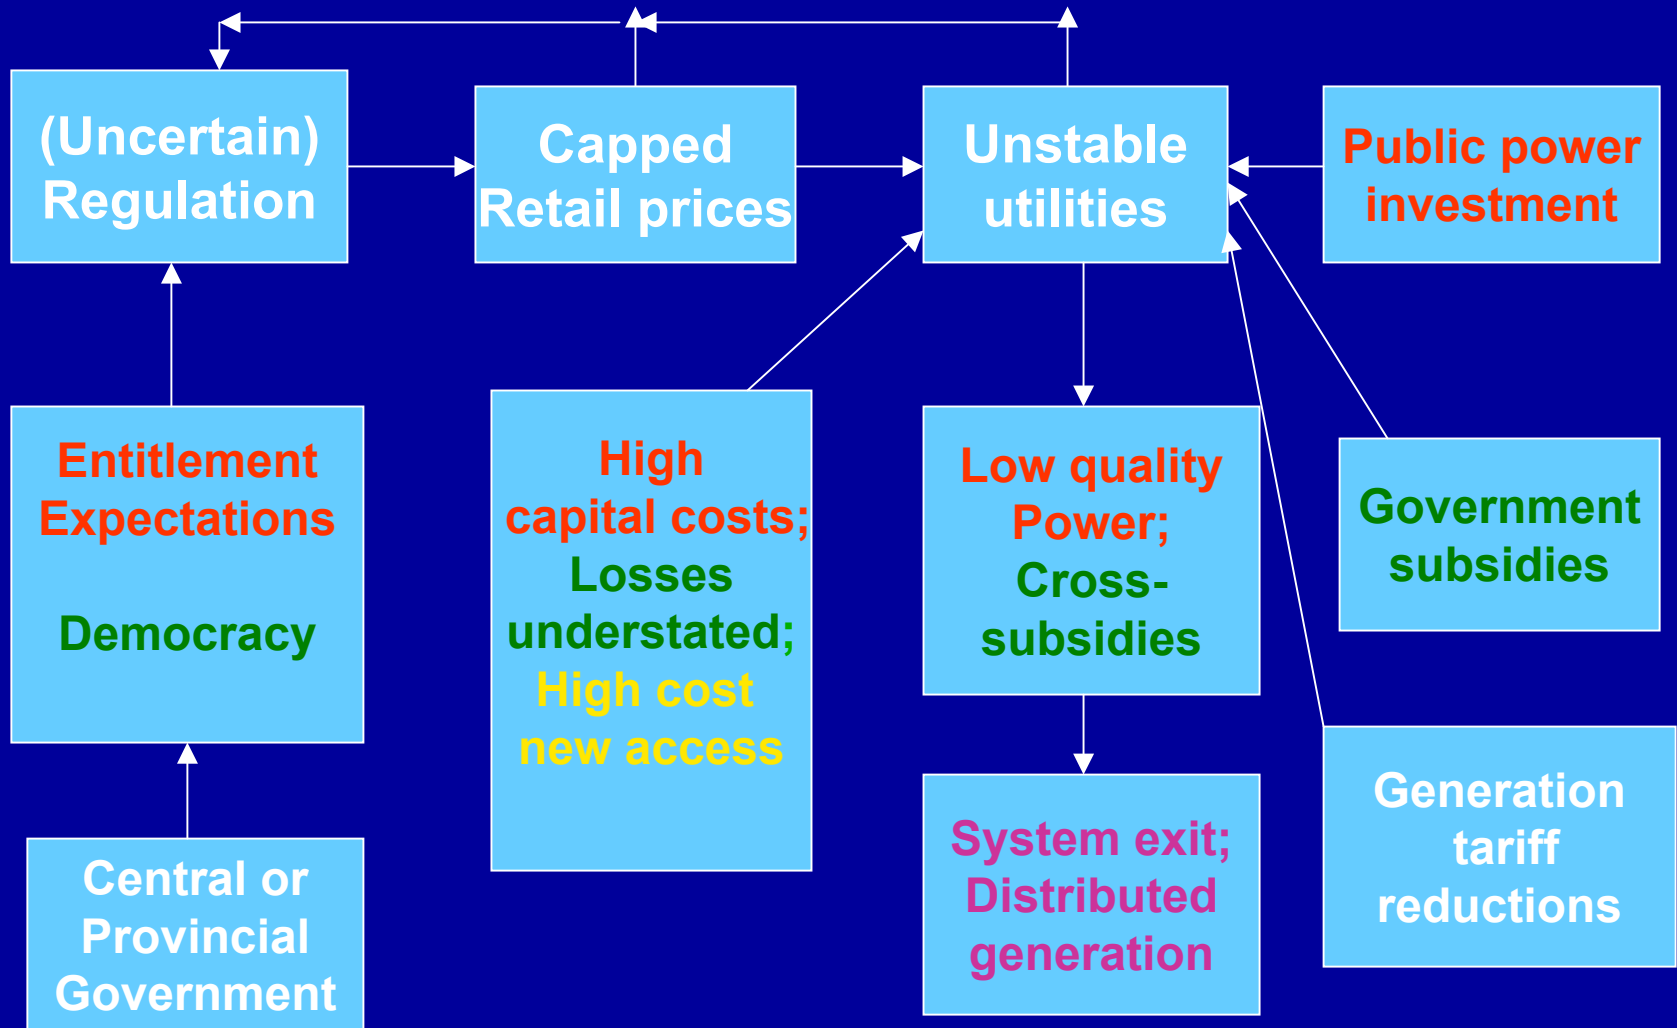 (Uncertain)
Regulation
Capped
Retail prices
Unstable
utilities
Public power
investment
Entitlement
Expectations
Democracy
High
capital costs;
Losses
understated;
High cost
new access
Low quality
Power;
Cross-
subsidies
Government
subsidies
Central or
Provincial
Government
System exit;
Distributed
generation
Generation
tariff
reductions